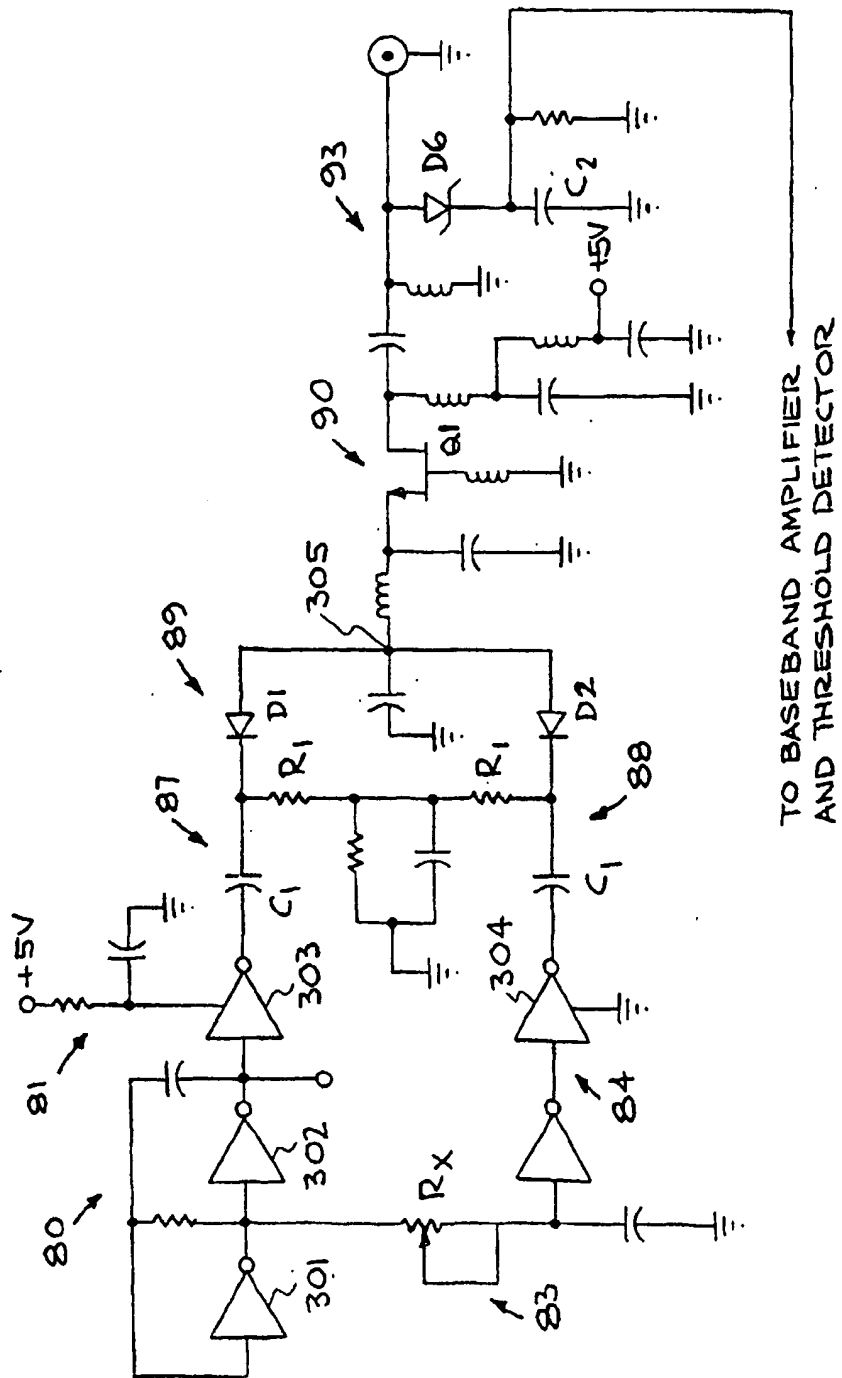 80
81
+5V
87
89
305
90
93
301
302
303
C1
R1
D1
D6
C2
Q1
+5V
Rx
83
84
304
C1
R1
D2
88
TO BASEBAND AMPLIFIER
AND THRESHOLD DETECTOR